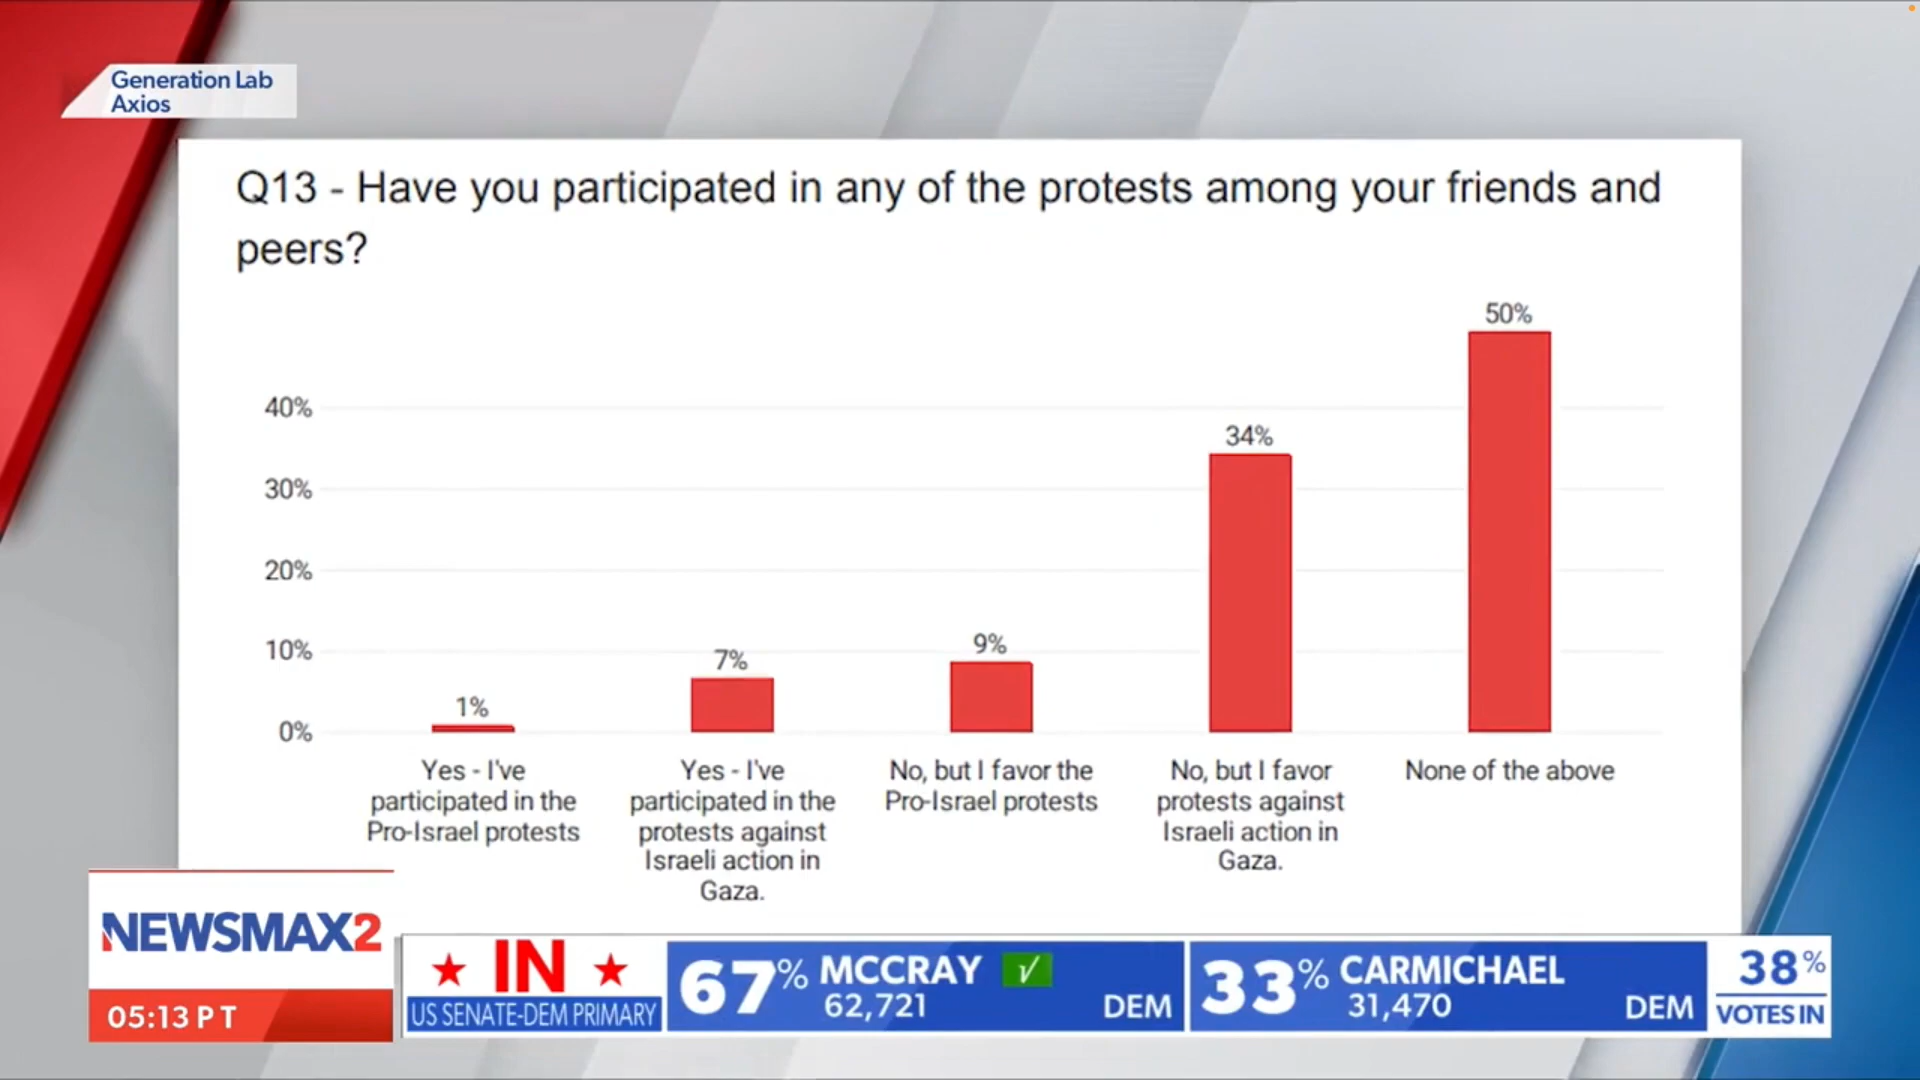 Generation Lab
Axios
Q13 - Have you participated in any of the protests among your friends and
peers?
50%
40%
34%
30%
20%
10%
9%
7%
1%
0%
Yes - I've
participated in the
Pro-Israel protests
Yes - I've
participated in the
protests against
Israeli action in
Gaza.
No, but I favor the
Pro-Israel protests
No, but I favor
protests against
Israeli action in
Gaza.
None of the above
NEWSMAX2
05:13 PT
IN
US SENATE-DEM PRIMARY
67% MCCRAY
62,721 DEM
33% CARMICHAEL
31,470 DEM
38%
VOTES IN